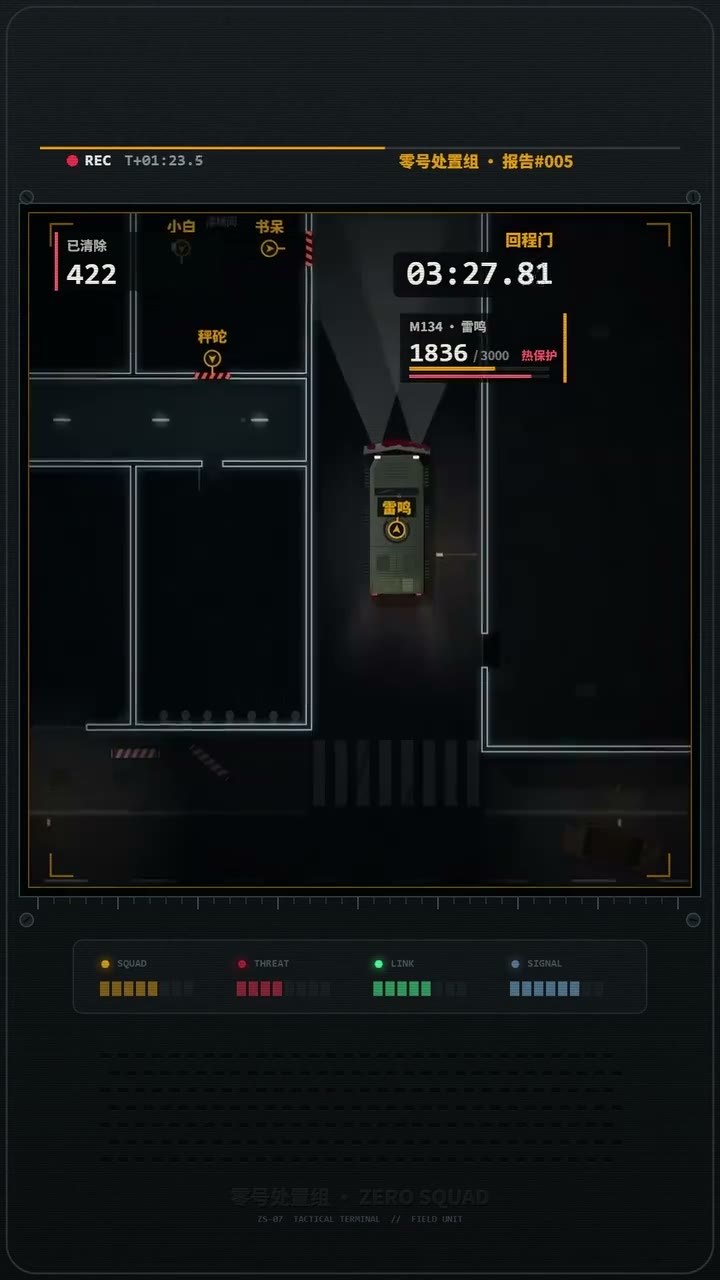 REC T+01:23.5
零号处置组 • 报告#005
小白
书呆
已清除
422
回程门
03:27.81
M134 • 雷鸣
1836 / 3000 热保护
秤砣
雷鸣
SQUAD
THREAT
LINK
SIGNAL
零号处置组 • ZERO SQUAD
ZS-07 TACTICAL TERMINAL // FIELD UNIT